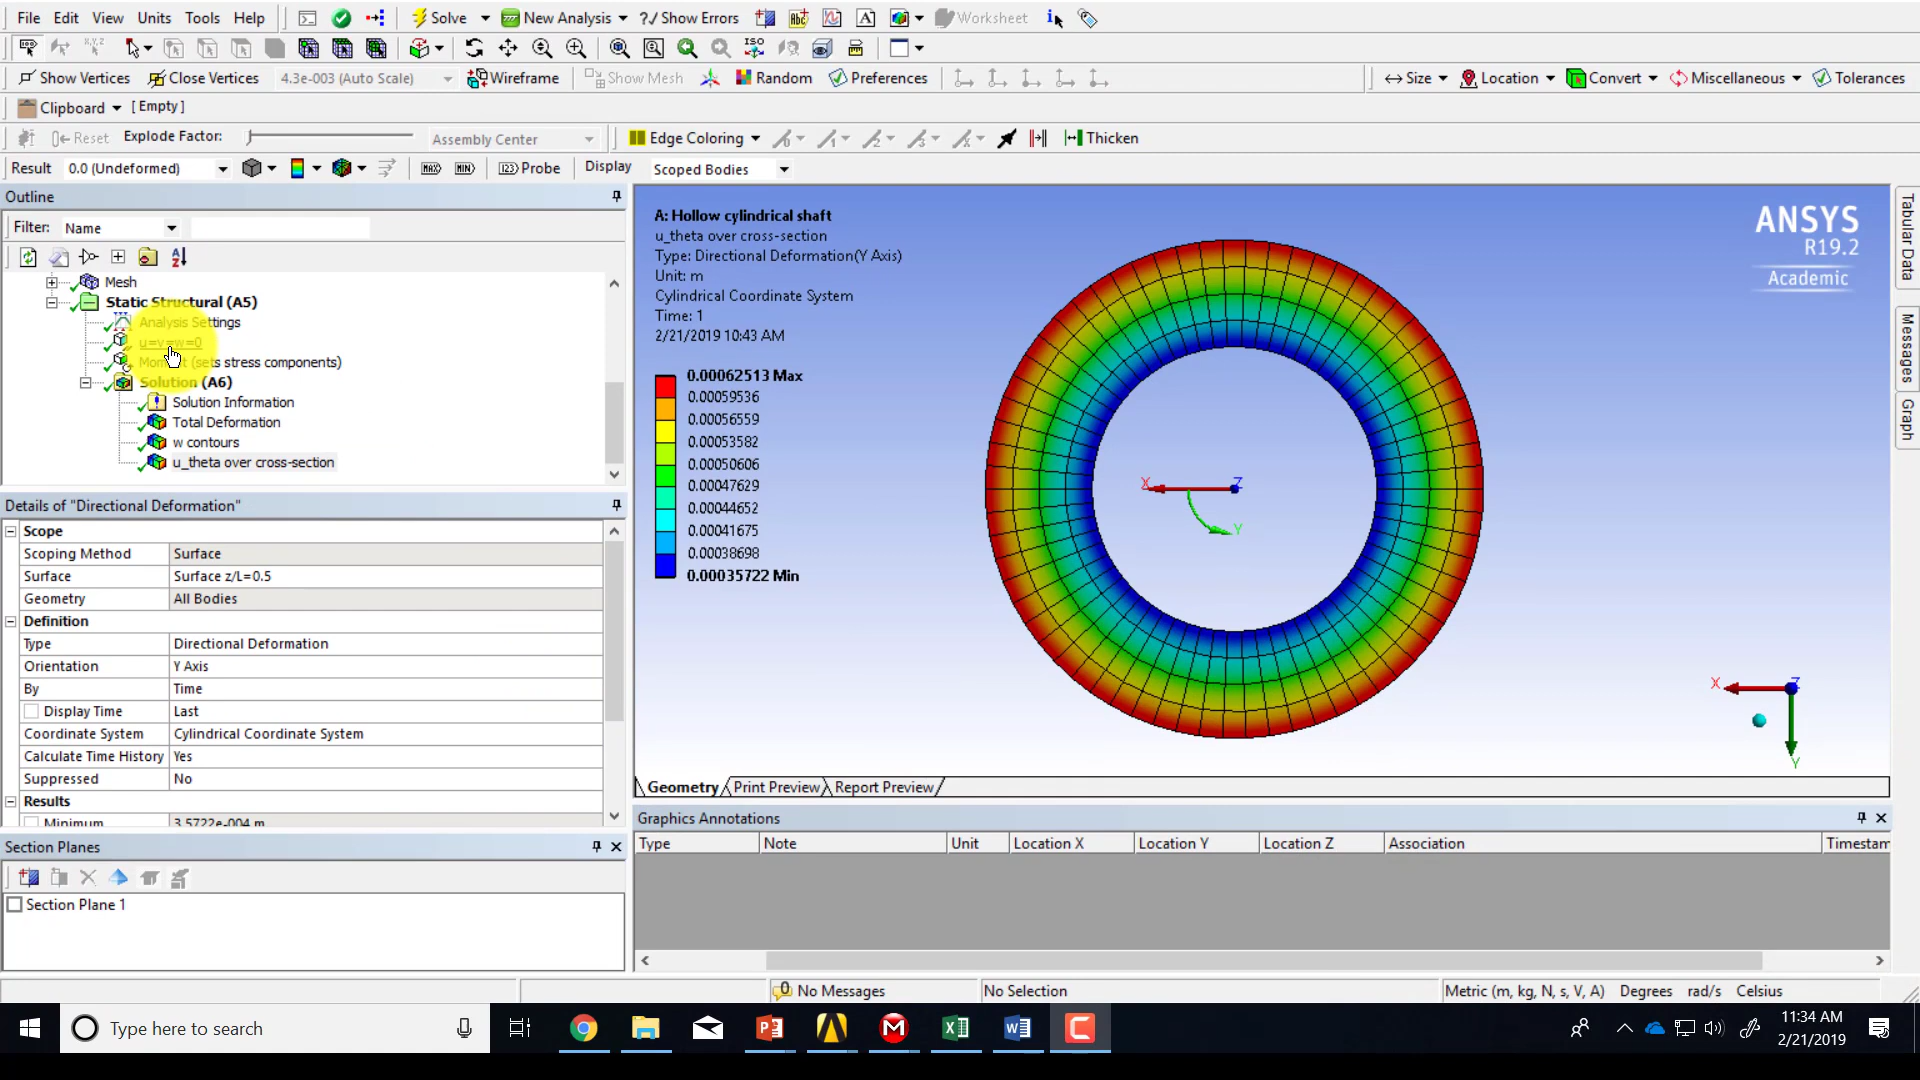 File Edit View Units Tools Help Solve New Analysis ?/ Show Errors Worksheet
Show Vertices Close Vertices 4.3e-003 (Auto Scale) Wireframe Show Mesh Random Preferences Size Location Convert Miscellaneous Tolerances
Clipboard [ Empty ]
Reset Explode Factor: Assembly Center Edge Coloring Thicken
Result 0.0 (Undeformed) MAX MIN Probe Display Scoped Bodies
Outline
Filter: Name
Mesh
Static Structural (A5)
Analysis Settings
u=v=w=0
Moment (sets stress components)
Solution (A6)
Solution Information
Total Deformation
w contours
u_theta over cross-section
Details of "Directional Deformation"
Scope
Scoping Method Surface
Surface Surface z/L=0.5
Geometry All Bodies
Definition
Type Directional Deformation
Orientation Y Axis
By Time
Display Time Last
Coordinate System Cylindrical Coordinate System
Calculate Time History Yes
Suppressed No
Results
Minimum 3.5722e-004 m
Section Planes
Section Plane 1
A: Hollow cylindrical shaft
u_theta over cross-section
Type: Directional Deformation(Y Axis)
Unit: m
Cylindrical Coordinate System
Time: 1
2/21/2019 10:43 AM
0.00062513 Max
0.00059536
0.00056559
0.00053582
0.00050606
0.00047629
0.00044652
0.00041675
0.00038698
0.00035722 Min
ANSYS
R19.2
Academic
X Z
Y
X Z
Y
Tabular Data
Messages
Graph
Geometry Print Preview Report Preview
Graphics Annotations
Type Note Unit Location X Location Y Location Z Association Timestam
No Messages No Selection Metric (m, kg, N, s, V, A) Degrees rad/s Celsius
Type here to search
11:34 AM
2/21/2019